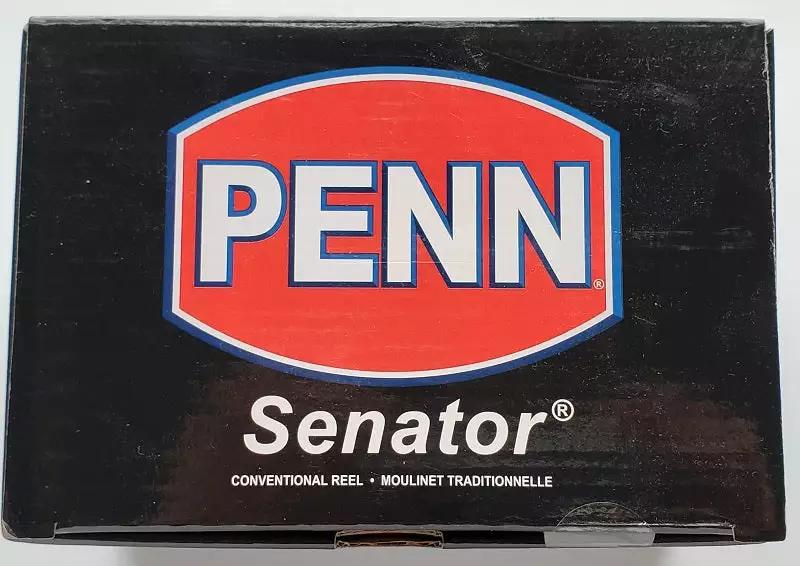 PENN®
Senator®
CONVENTIONAL REEL • MOULINET TRADITIONNELLE